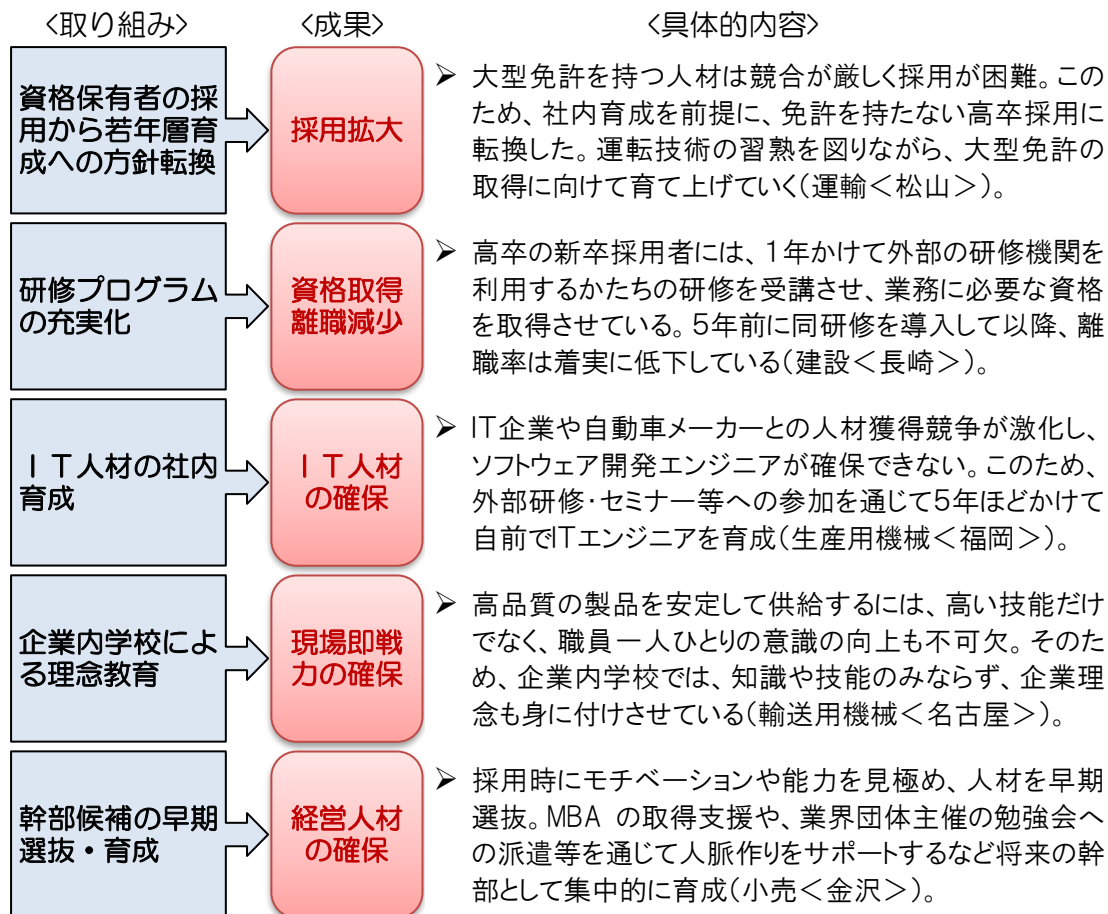 <取り組み>
<成果>
<具体的内容>
資格保有者の採
用から若年層育
成への方針転換
採用拡大
➢ 大型免許を持つ人材は競合が厳しく採用が困難。この
ため、社内育成を前提に、免許を持たない高卒採用に
転換した。運転技術の習熟を図りながら、大型免許の
取得に向けて育て上げていく(運輸<松山>)。
研修プログラム
の充実化
資格取得
離職減少
➢ 高卒の新卒採用者には、1年かけて外部の研修機関を
利用するかたちの研修を受講させ、業務に必要な資格
を取得させている。5年前に同研修を導入して以降、離
職率は着実に低下している(建設<長崎>)。
IT人材の社内
育成
IT人材
の確保
➢ IT企業や自動車メーカーとの人材獲得競争が激化し、
ソフトウェア開発エンジニアが確保できない。このため、
外部研修・セミナー等への参加を通じて5年ほどかけて
自前でITエンジニアを育成(生産用機械<福岡>)。
企業内学校によ
る理念教育
現場即戦
力の確保
➢ 高品質の製品を安定して供給するには、高い技能だけ
でなく、職員一人ひとりの意識の向上も不可欠。そのた
め、企業内学校では、知識や技能のみならず、企業理
念も身に付けさせている(輸送用機械<名古屋>)。
幹部候補の早期
選抜・育成
経営人材
の確保
➢ 採用時にモチベーションや能力を見極め、人材を早期
選抜。MBA の取得支援や、業界団体主催の勉強会へ
の派遣等を通じて人脈作りをサポートするなど将来の幹
部として集中的に育成(小売<金沢>)。